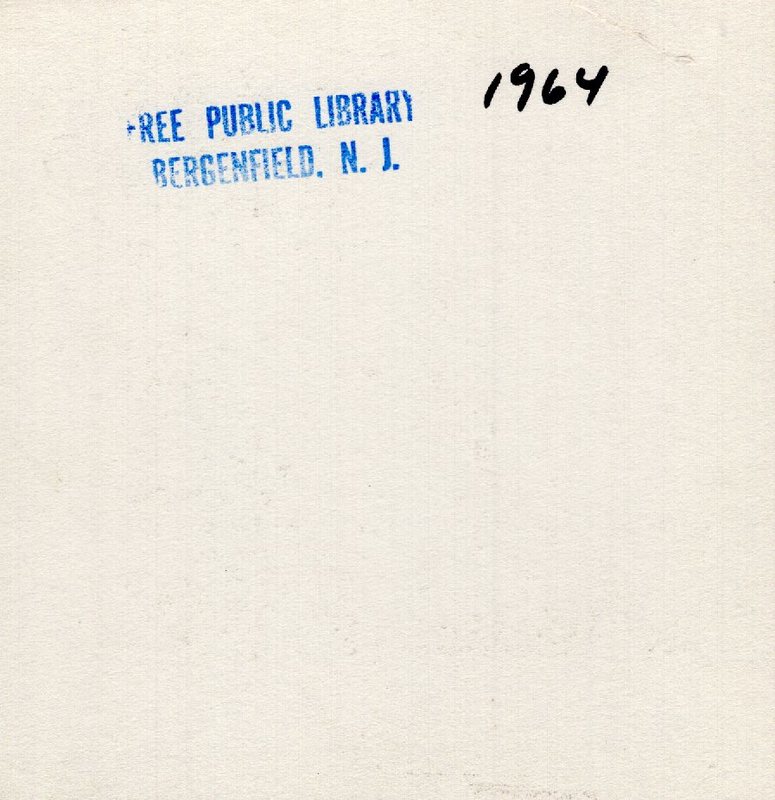 1964
FREE PUBLIC LIBRARY
BERGENFIELD, N. J.